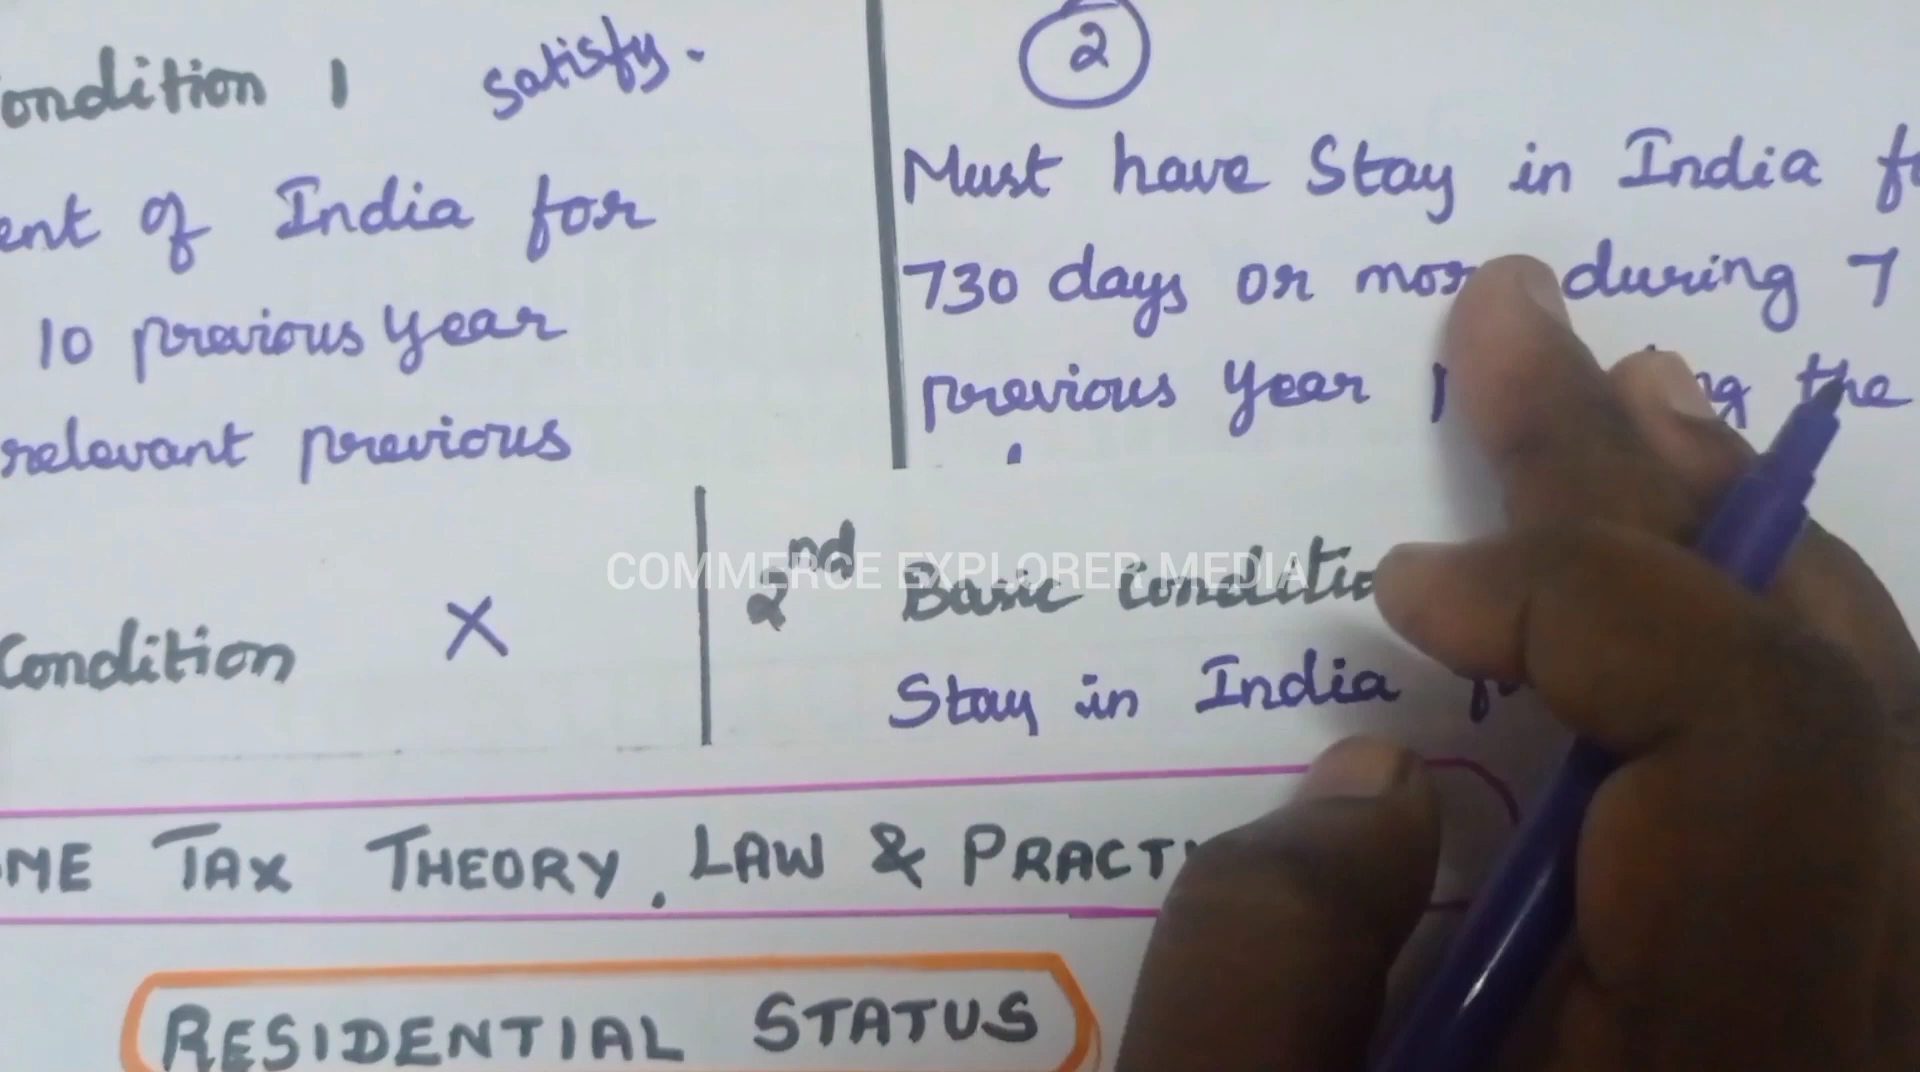 ondition 1 satisfy.
ent of India for
10 previous year
relevant previous
2
Must have Stay in India
730 days or during 7
previous year the
Condition X
2nd Basic
Stay in India
COMMERCE EXPLORER MEDIA
ME TAX THEORY, LAW & PRACTI
RESIDENTIAL STATUS